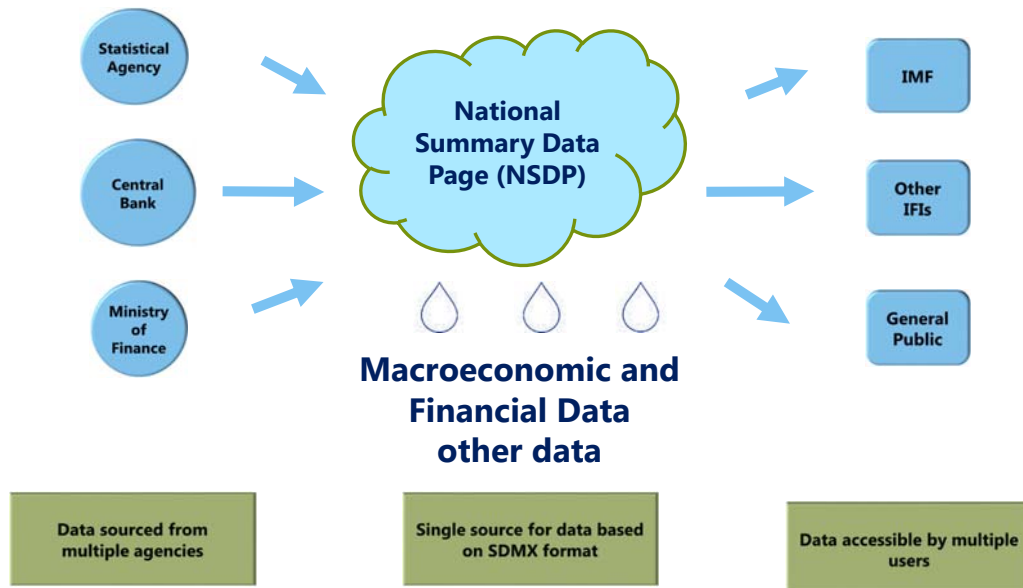 Statistical
Agency
Central
Bank
Ministry
of
Finance
National
Summary Data
Page (NSDP)
Macroeconomic and
Financial Data
other data
IMF
Other
IFIs
General
Public
Data sourced from
multiple agencies
Single source for data based
on SDMX format
Data accessible by multiple
users